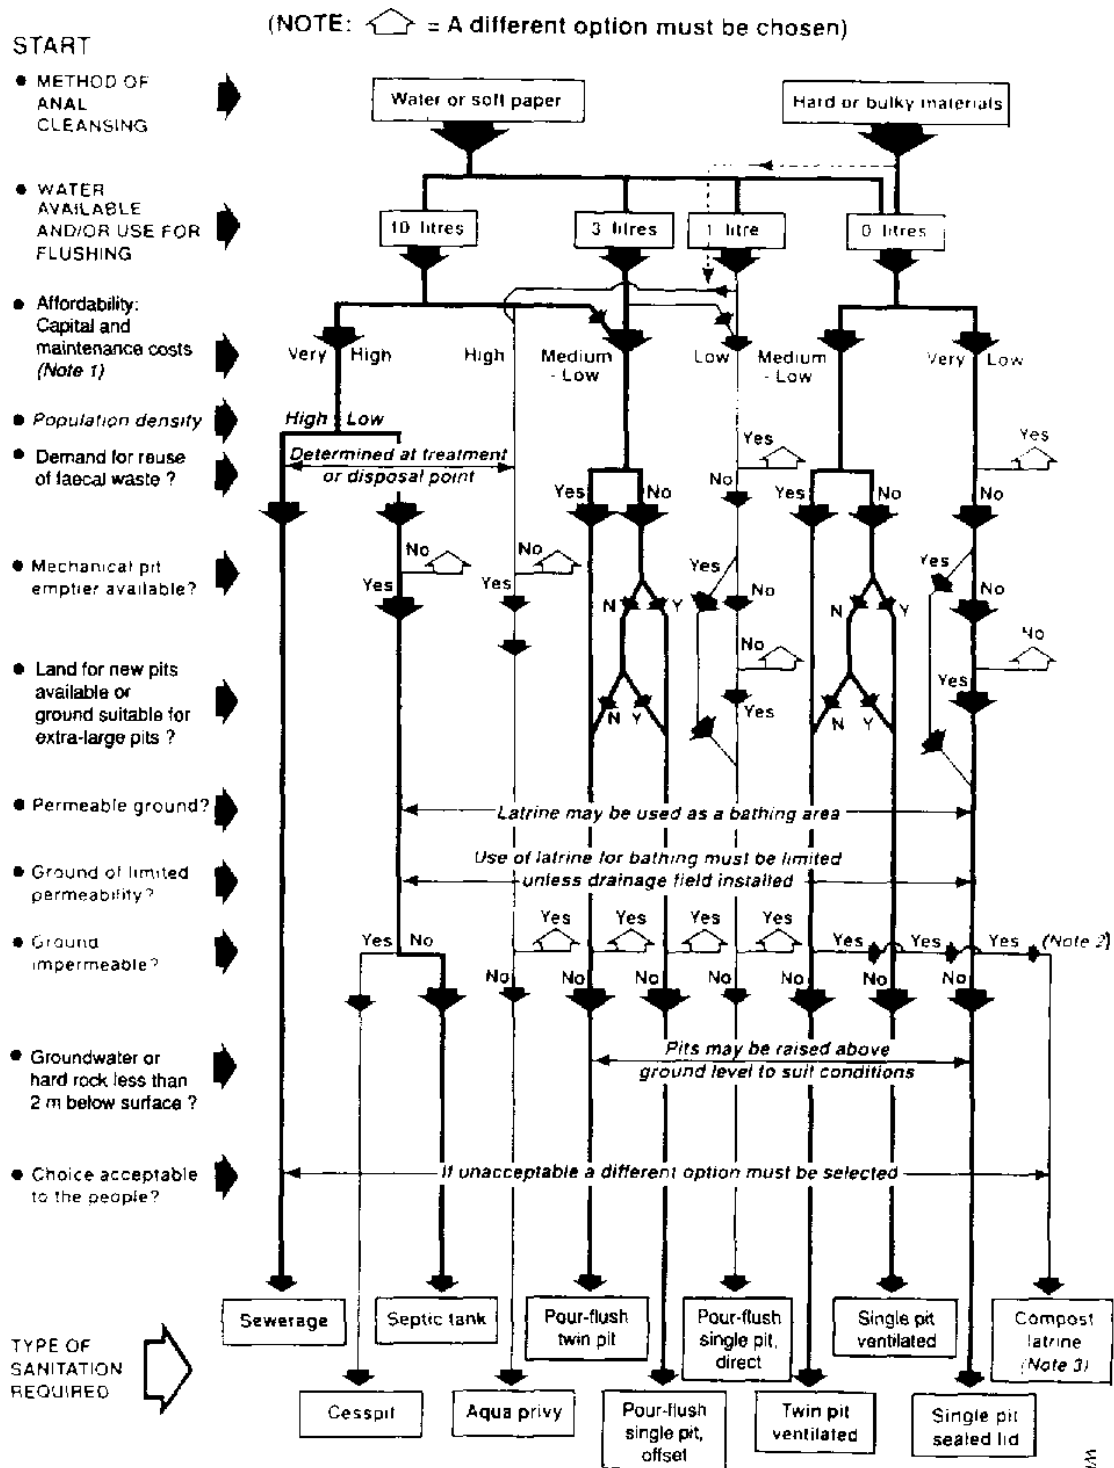 (NOTE: = A different option must be chosen)
START
● METHOD OF
ANAL
CLEANSING
Water or soft paper
Hard or bulky materials
● WATER
AVAILABLE
AND/OR USE FOR
FLUSHING
10 litres
3 litres
1 litre
0 litres
● Affordability:
Capital and
maintenance costs
(Note 1)
Very High
High
Medium
- Low
Low
Medium
- Low
Very Low
● Population density
High Low
● Demand for reuse
of faecal waste ?
Determined at treatment
or disposal point
Yes No
Yes
No
Yes No
Yes
No
● Mechanical pit
emptier available?
No
Yes
No
Yes
N Y
Yes
No
N Y
Yes
No
● Land for new pits
available or
ground suitable for
extra-large pits ?
N Y
No
Yes
N Y
No
Yes
● Permeable ground?
Latrine may be used as a bathing area
● Ground of limited
permeability?
Use of latrine for bathing must be limited
unless drainage field installed
● Ground
impermeable?
Yes No
Yes Yes Yes Yes
Yes Yes Yes (Note 2)
No No No No No No No
● Groundwater or
hard rock less than
2 m below surface ?
Pits may be raised above
ground level to suit conditions
● Choice acceptable
to the people?
If unacceptable a different option must be selected
TYPE OF
SANITATION
REQUIRED
Sewerage
Septic tank
Pour-flush
twin pit
Pour-flush
single pit,
direct
Single pit
ventilated
Compost
latrine
(Note 3)
Cesspit
Aqua privy
Pour-flush
single pit,
offset
Twin pit
ventilated
Single pit
sealed lid